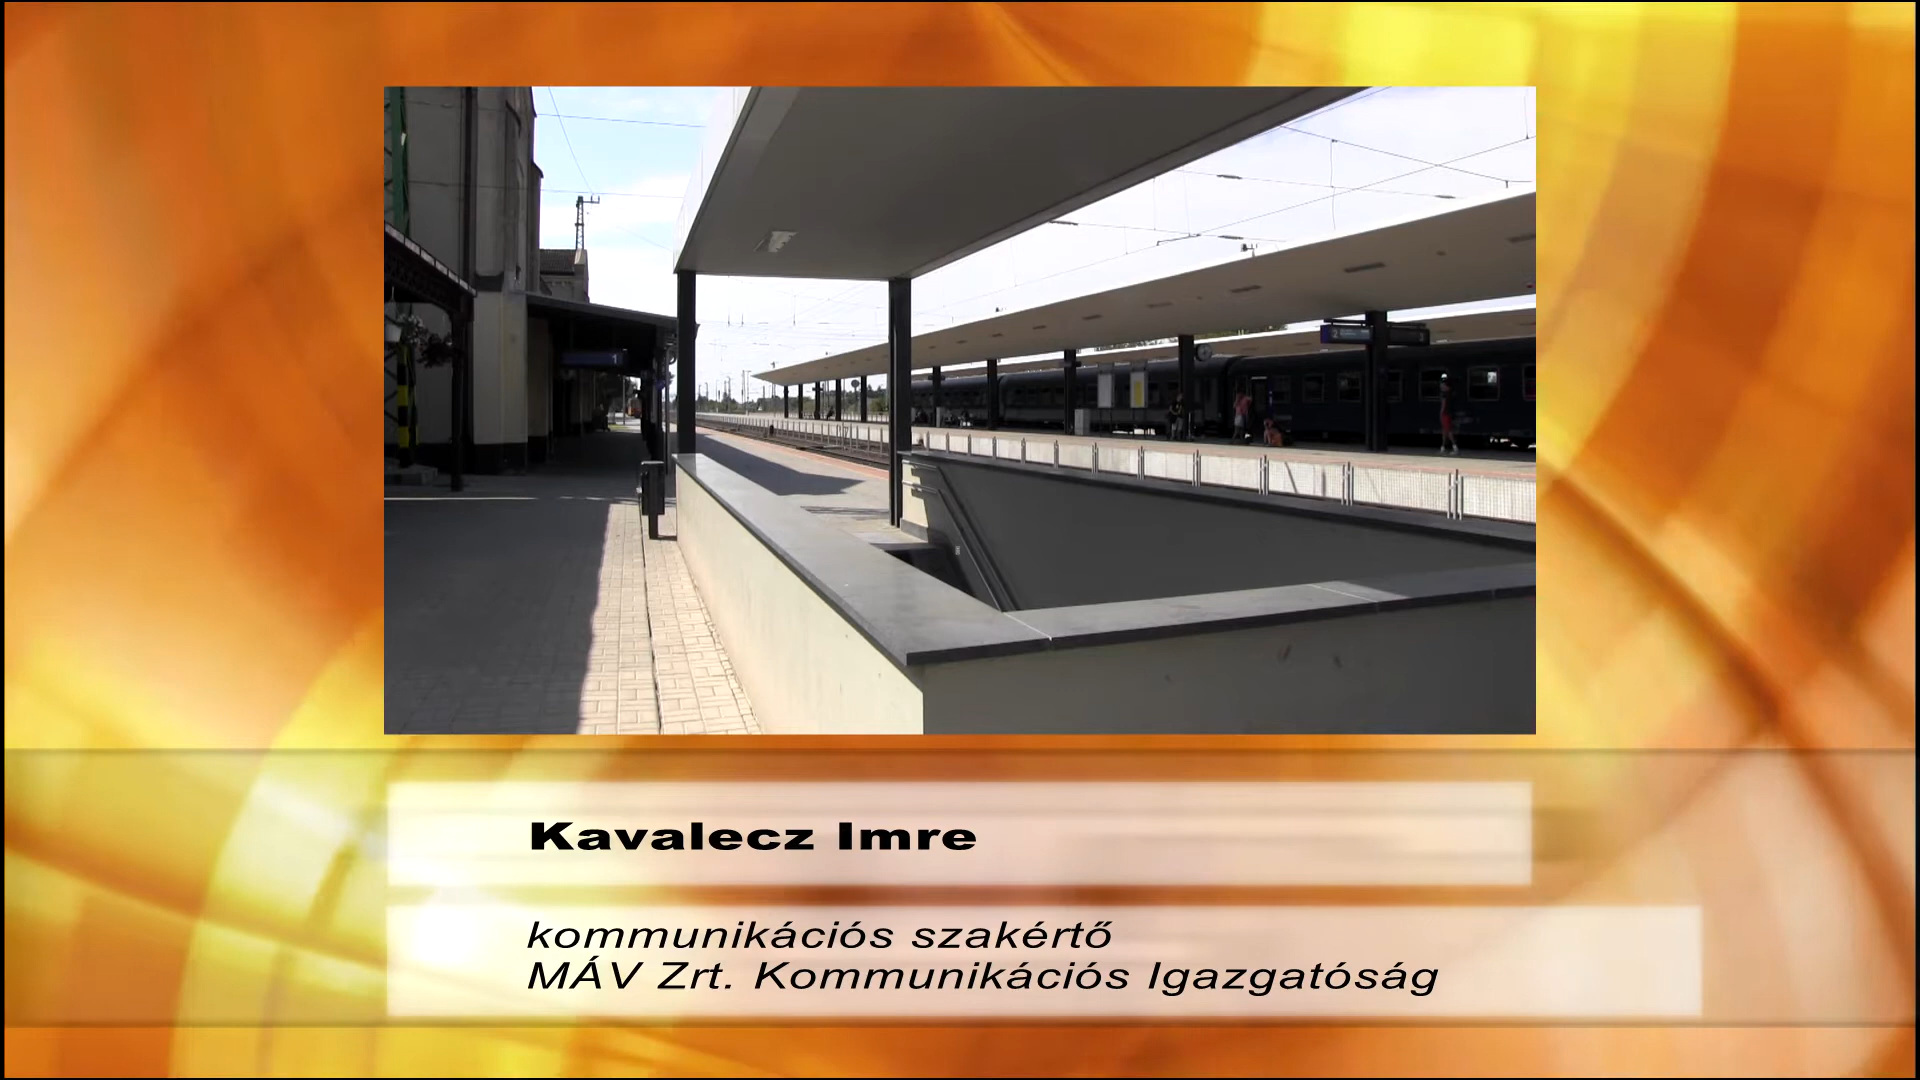 Kavalecz Imre
kommunikációs szakértő
MÁV Zrt. Kommunikációs Igazgatóság